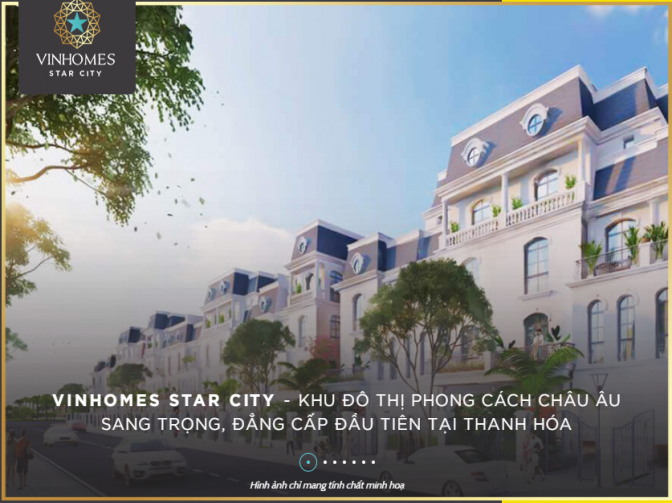 VINHOMES
STAR CITY
VINHOMES STAR CITY - KHU ĐÔ THỊ PHONG CÁCH CHÂU ÂU
SANG TRỌNG, ĐẲNG CẤP ĐẦU TIÊN TẠI THANH HÓA
Hình ảnh chỉ mang tính chất minh hoạ